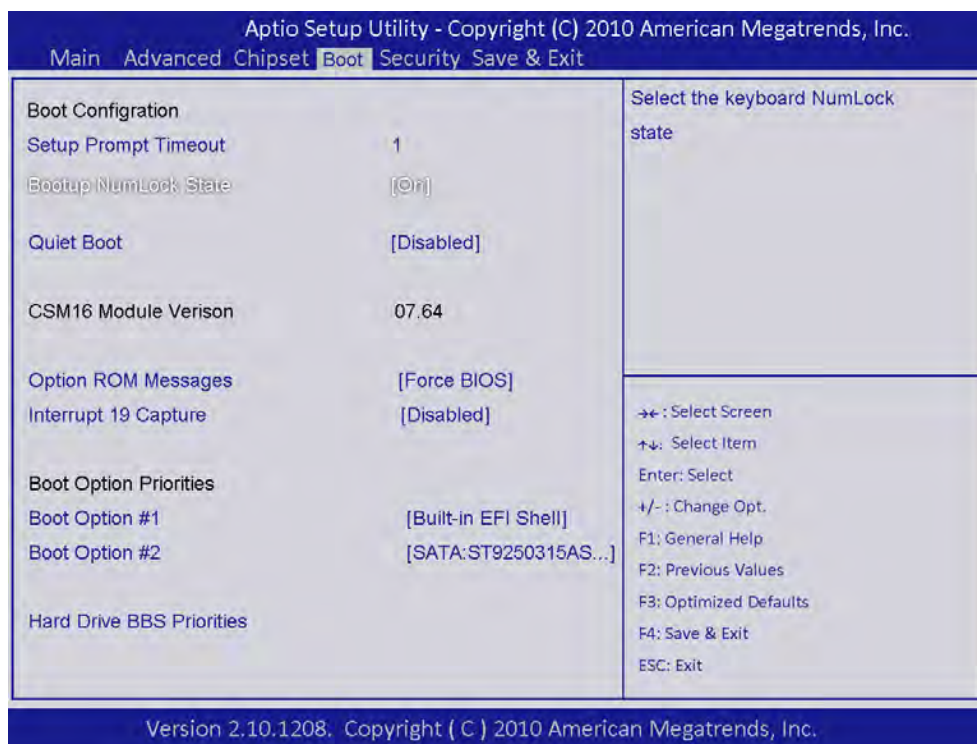 Aptio Setup Utility - Copyright (C) 2010 American Megatrends, Inc.
Main Advanced Chipset Boot Security Save & Exit
Boot Configration
Setup Prompt Timeout 1
Bootup NumLock State [On]
Quiet Boot [Disabled]
CSM16 Module Verison 07.64
Option ROM Messages [Force BIOS]
Interrupt 19 Capture [Disabled]
Boot Option Priorities
Boot Option #1 [Built-in EFI Shell]
Boot Option #2 [SATA:ST9250315AS...]
Hard Drive BBS Priorities
Select the keyboard NumLock
state
→←: Select Screen
↑↓: Select Item
Enter: Select
+/- : Change Opt.
F1: General Help
F2: Previous Values
F3: Optimized Defaults
F4: Save & Exit
ESC: Exit
Version 2.10.1208. Copyright ( C ) 2010 American Megatrends, Inc.